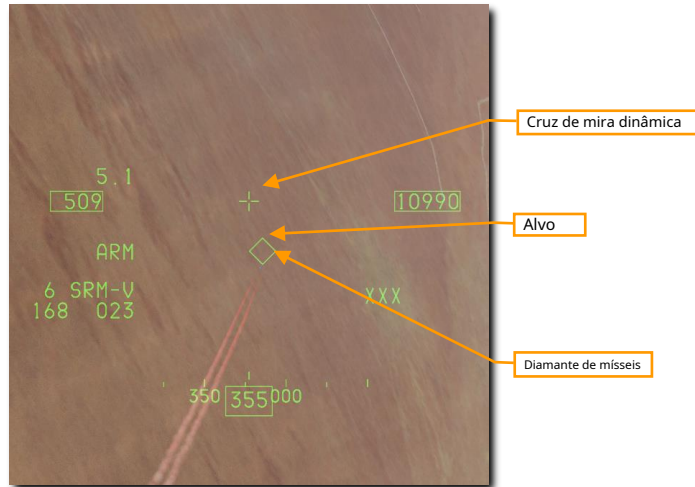 Cruz de mira dinâmica
5.1
509
10990
Alvo
ARM
6 SRM-V
XXX
168 023
Diamante de mísseis
350 355 000